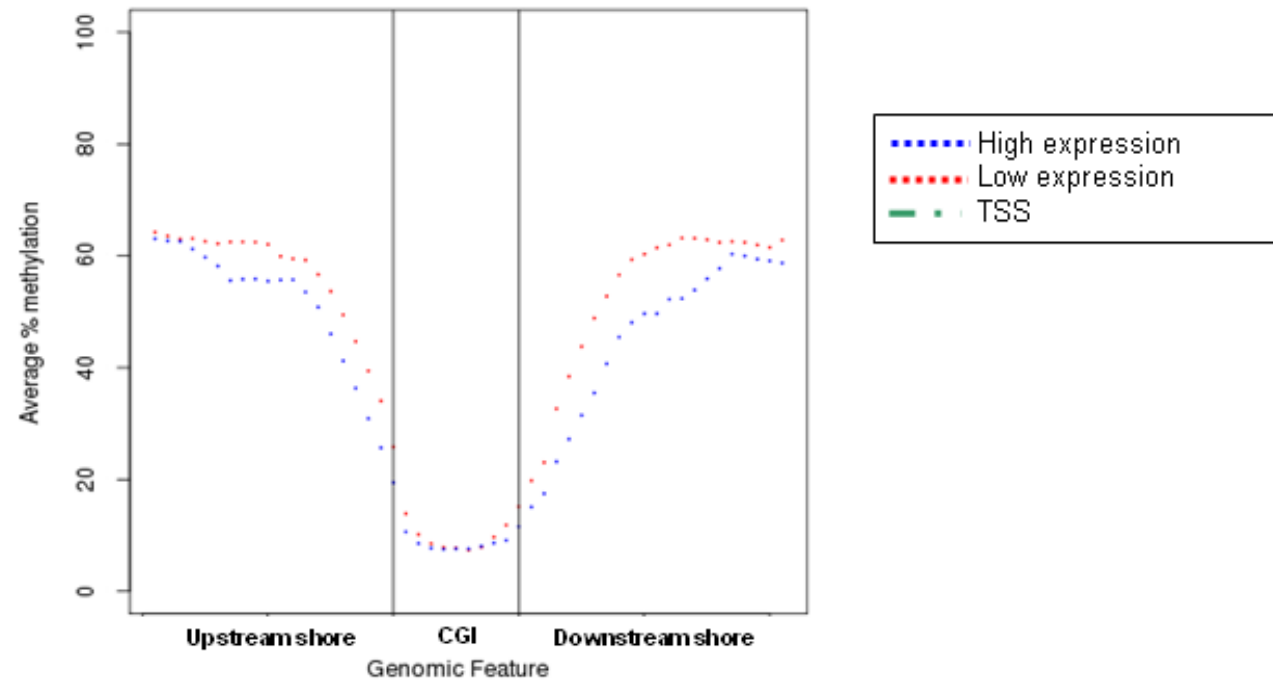 100
80
60
40
20
0
Average % methylation
Upstream shore CGI Downstream shore
Genomic Feature
High expression
Low expression
TSS